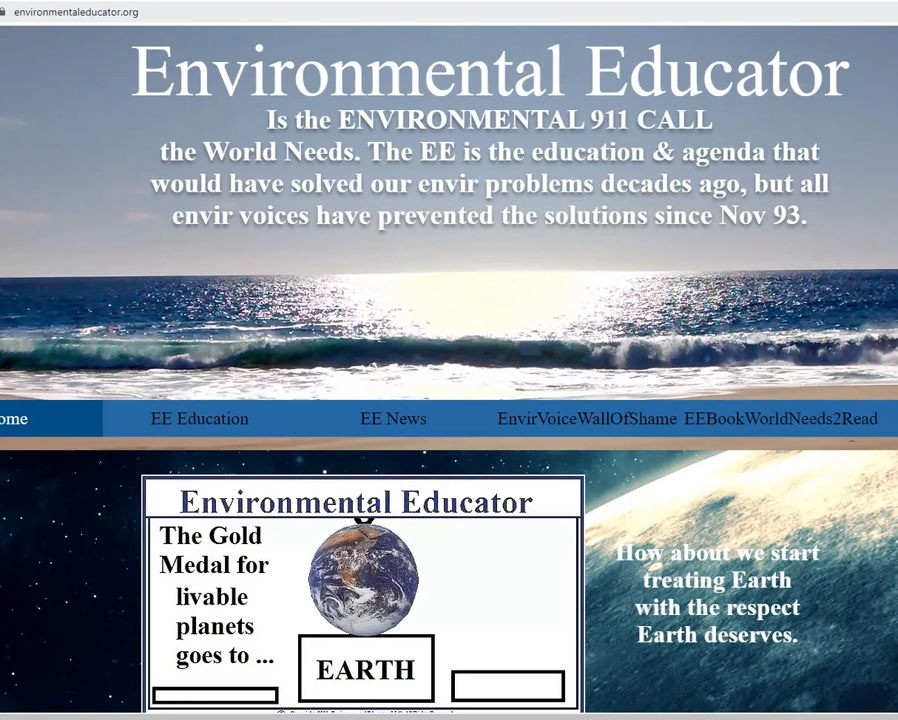 environmentaleducator.org
Environmental Educator
Is the ENVIRONMENTAL 911 CALL
the World Needs. The EE is the education & agenda that
would have solved our envir problems decades ago, but all
envir voices have prevented the solutions since Nov 93.
ome EE Education EE News EnvirVoiceWallOfShame EEBookWorldNeeds2Read
Environmental Educator
The Gold
Medal for
livable
planets
goes to ...
EARTH
How about we start
treating Earth
with the respect
Earth deserves.